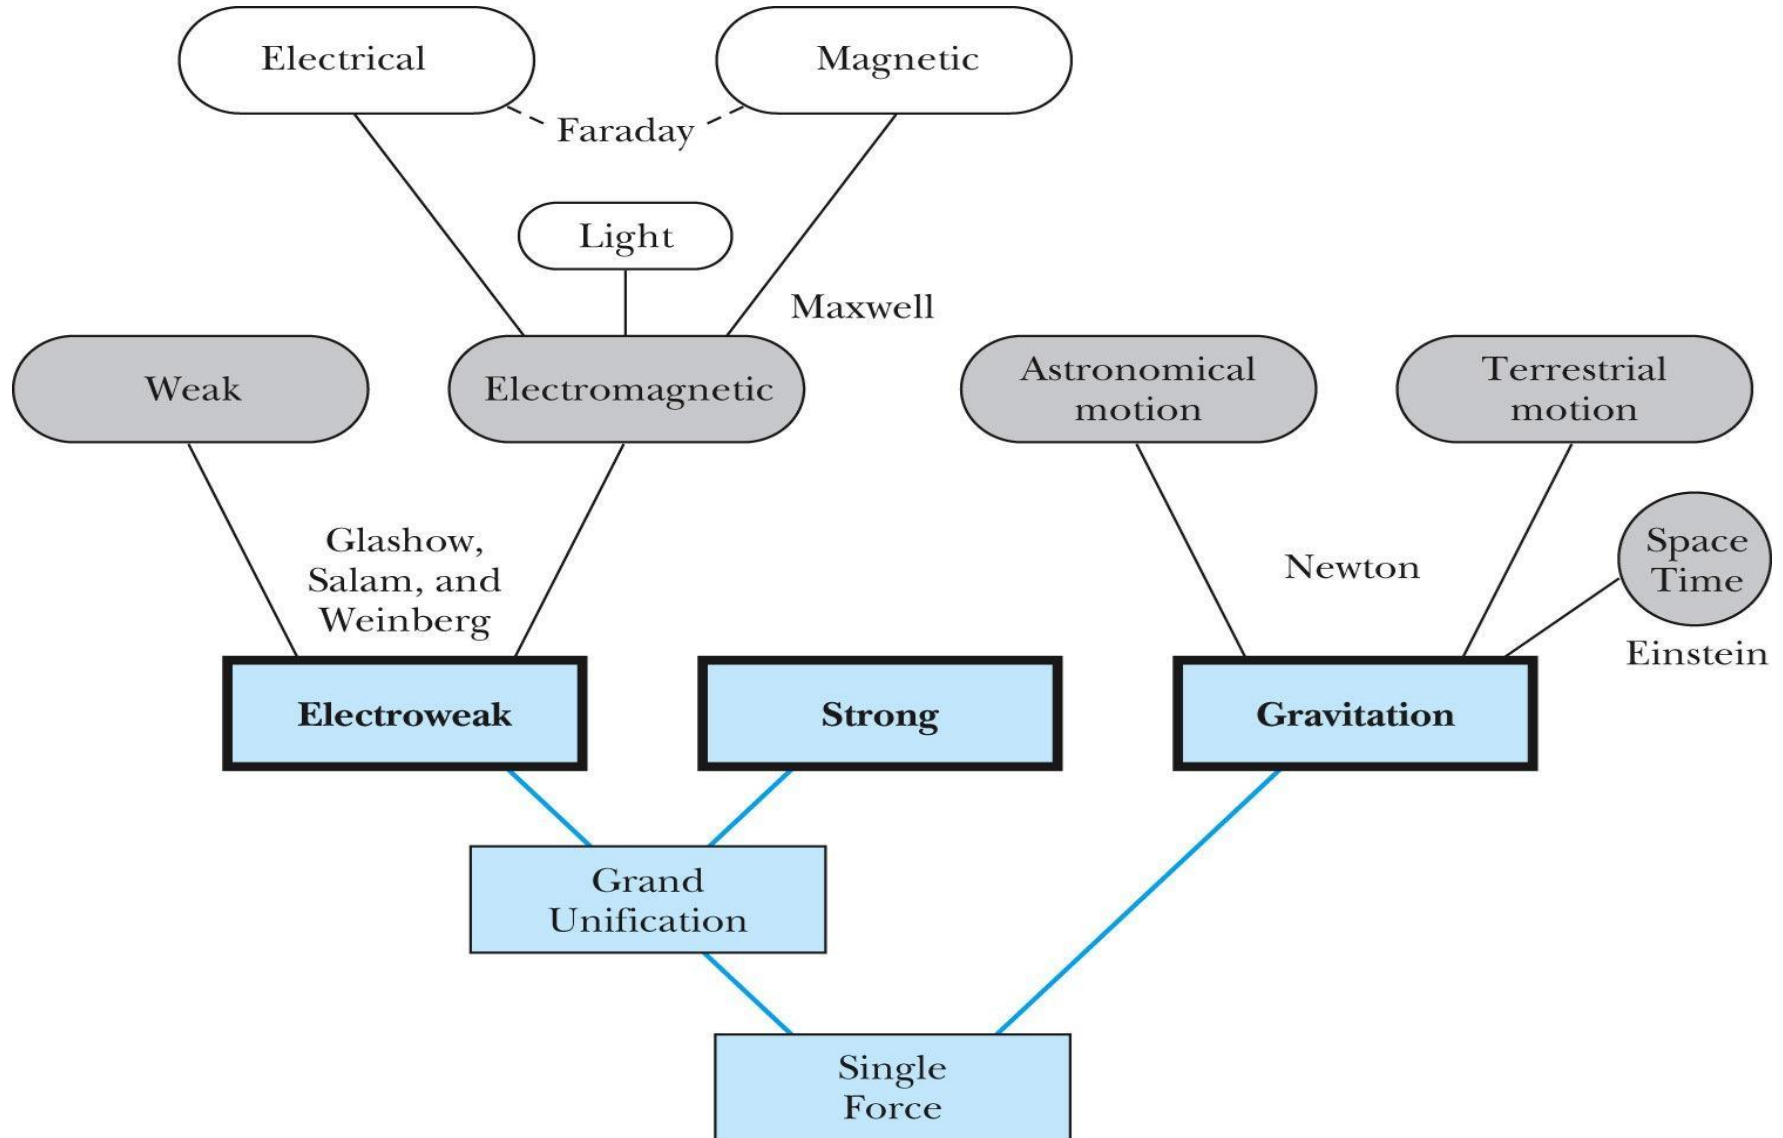 Electrical
Magnetic
Faraday
Light
Maxwell
Weak
Electromagnetic
Astronomical
motion
Terrestrial
motion
Glashow,
Salam, and
Weinberg
Newton
Space
Time
Einstein
Electroweak
Strong
Gravitation
Grand
Unification
Single
Force